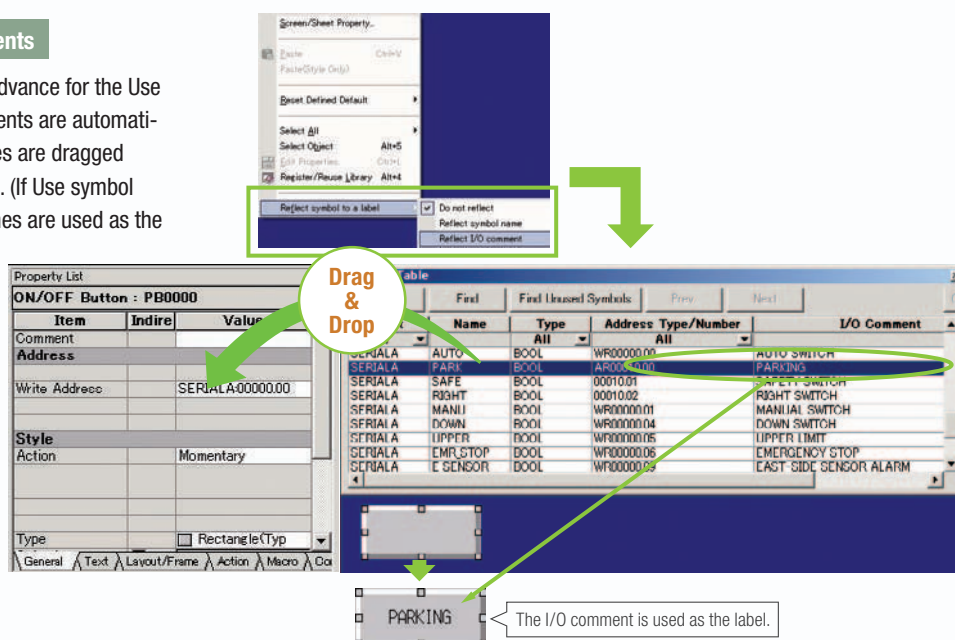 ents
dvance for the Use
ents are automati-
es are dragged
. (If Use symbol
nes are used as the
Screen/Sheet Property...
Paste Ctrl+V
Paste(Style Only)
Reset Defined Default
Select All
Select Object Alt+5
Edit Properties Ctrl+L
Register/Reuse Library Alt+4
Reflect symbol to a label
Do not reflect
Reflect symbol name
Reflect I/O comment
Drag
&
Drop
Property List
ON/OFF Button : PB0000
Item Indire Value
Comment
Address
Write Address SERIALA:00000.00
Style
Action Momentary
Type Rectangle(Typ
General Text Layout/Frame Action Macro Co
Table
Find Find Unused Symbols Prev Next
Name Type Address Type/Number I/O Comment
All All
SERIALA AUTO BOOL WR00000.00 AUTO SWITCH
SERIALA PARK BOOL PARKING
SERIALA SAFE BOOL 00010.01 SAFETY SWITCH
SERIALA RIGHT BOOL 00010.02 RIGHT SWITCH
SERIALA MANU BOOL WR00000.01 MANUAL SWITCH
SERIALA DOWN BOOL WR00000.04 DOWN SWITCH
SERIALA UPPER BOOL WR00000.05 UPPER LIMIT
SERIALA EMR_STOP BOOL WR00000.06 EMERGENCY STOP
SERIALA E SENSOR BOOL WR00000.09 EAST-SIDE SENSOR ALARM
PARKING
The I/O comment is used as the label.